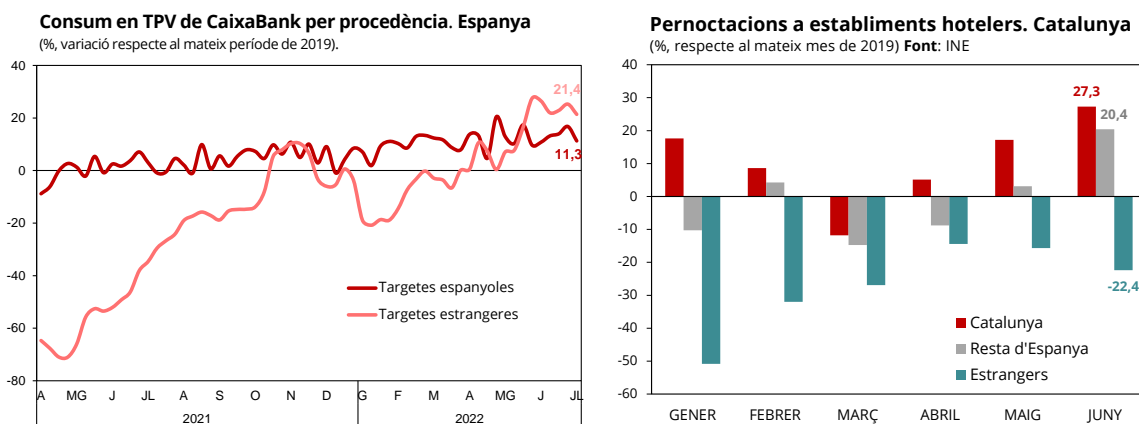 Consum en TPV de CaixaBank per procedència. Espanya
(%, variació respecte al mateix període de 2019).
40
20
0
-20
-40
-60
-80
21,4
11,3
Targetes espanyoles
Targetes estrangeres
A MG J JL A O N D G F M A MG J JL
2021 2022
Pernoctacions a establiments hotelers. Catalunya
(%, respecte al mateix mes de 2019) Font: INE
40
30
20
10
0
-10
-20
-30
-40
-50
-60
27,3
20,4
-22,4
Catalunya
Resta d'Espanya
Estrangers
GENER FEBRER MARÇ ABRIL MAIG JUNY